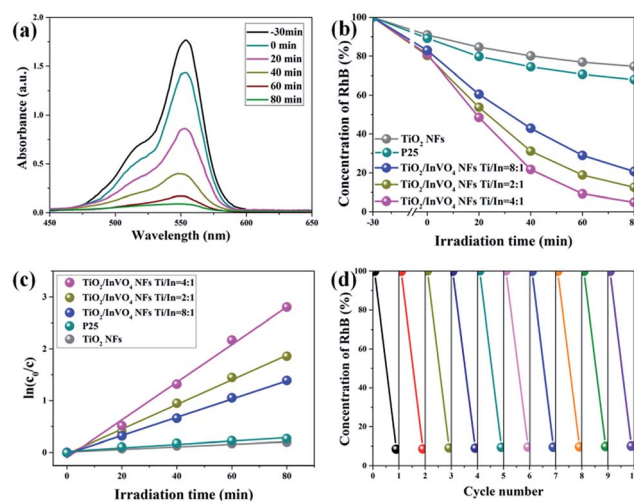 (a)
-30min
0 min
20 min
40 min
60 min
80 min
Absorbance (a.u.)
2.0
1.5
1.0
0.5
0.0
450
500
550
600
650
Wavelength (nm)
(b)
Concentration of RhB (%)
100
80
60
40
20
0
TiO2 NFs
P25
TiO2/InVO4 NFs Ti/In=8:1
TiO2/InVO4 NFs Ti/In=2:1
TiO2/InVO4 NFs Ti/In=4:1
-30
0
20
40
60
80
Irradiation time (min)
(c)
TiO2/InVO4 NFs Ti/In=4:1
TiO2/InVO4 NFs Ti/In=2:1
TiO2/InVO4 NFs Ti/In=8:1
P25
TiO2 NFs
ln(c0/c)
3
2
1
0
0
20
40
60
80
Irradiation time (min)
(d)
Concentration of RhB (%)
100
80
60
40
20
0
0
1
2
3
4
5
6
7
8
9
Cycle number